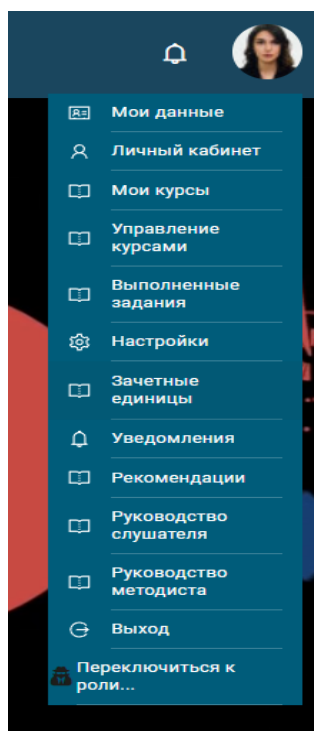 Мои данные
Личный кабинет
Мои курсы
Управление
курсами
Выполненные
задания
Настройки
Зачетные
единицы
Уведомления
Рекомендации
Руководство
слушателя
Руководство
методиста
Выход
Переключиться к
роли...